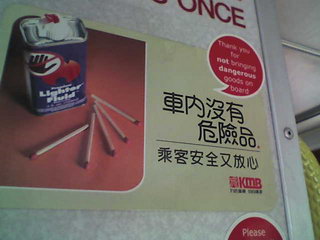 ONCE
Thank you
for
not bringing
dangerous
goods on
board
Lighter
Fluid
車內沒有
危險品
乘客安全又放心
KMB
Please